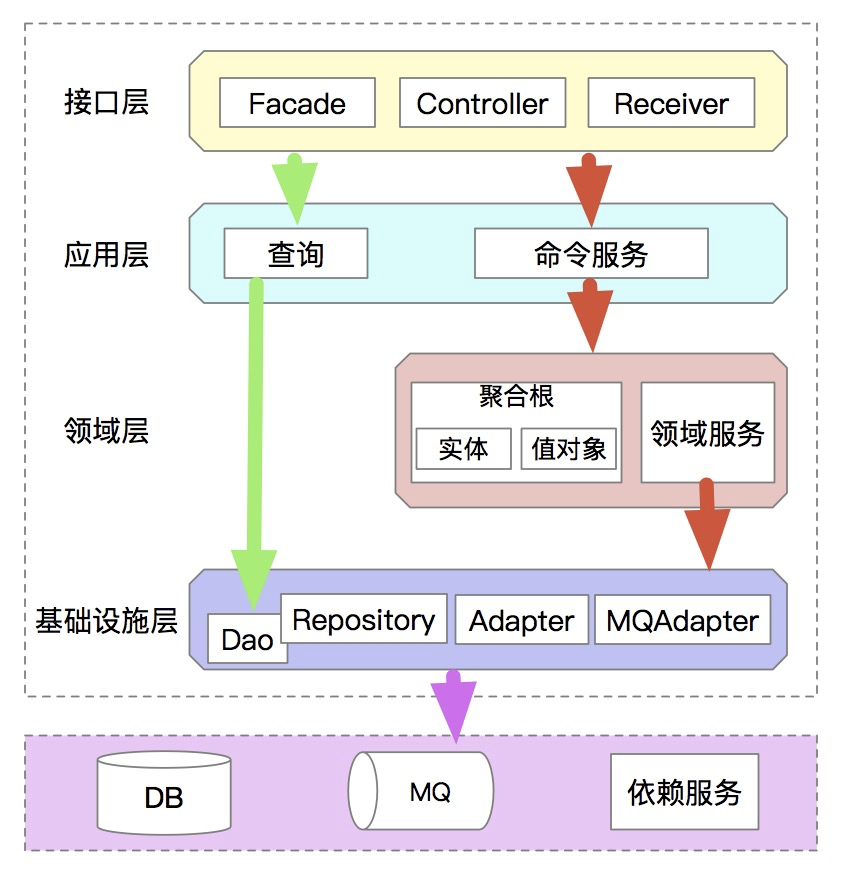 接口层
Facade
Controller
Receiver
应用层
查询
命令服务
领域层
聚合根
实体
值对象
领域服务
基础设施层
Dao
Repository
Adapter
MQAdapter
DB
MQ
依赖服务